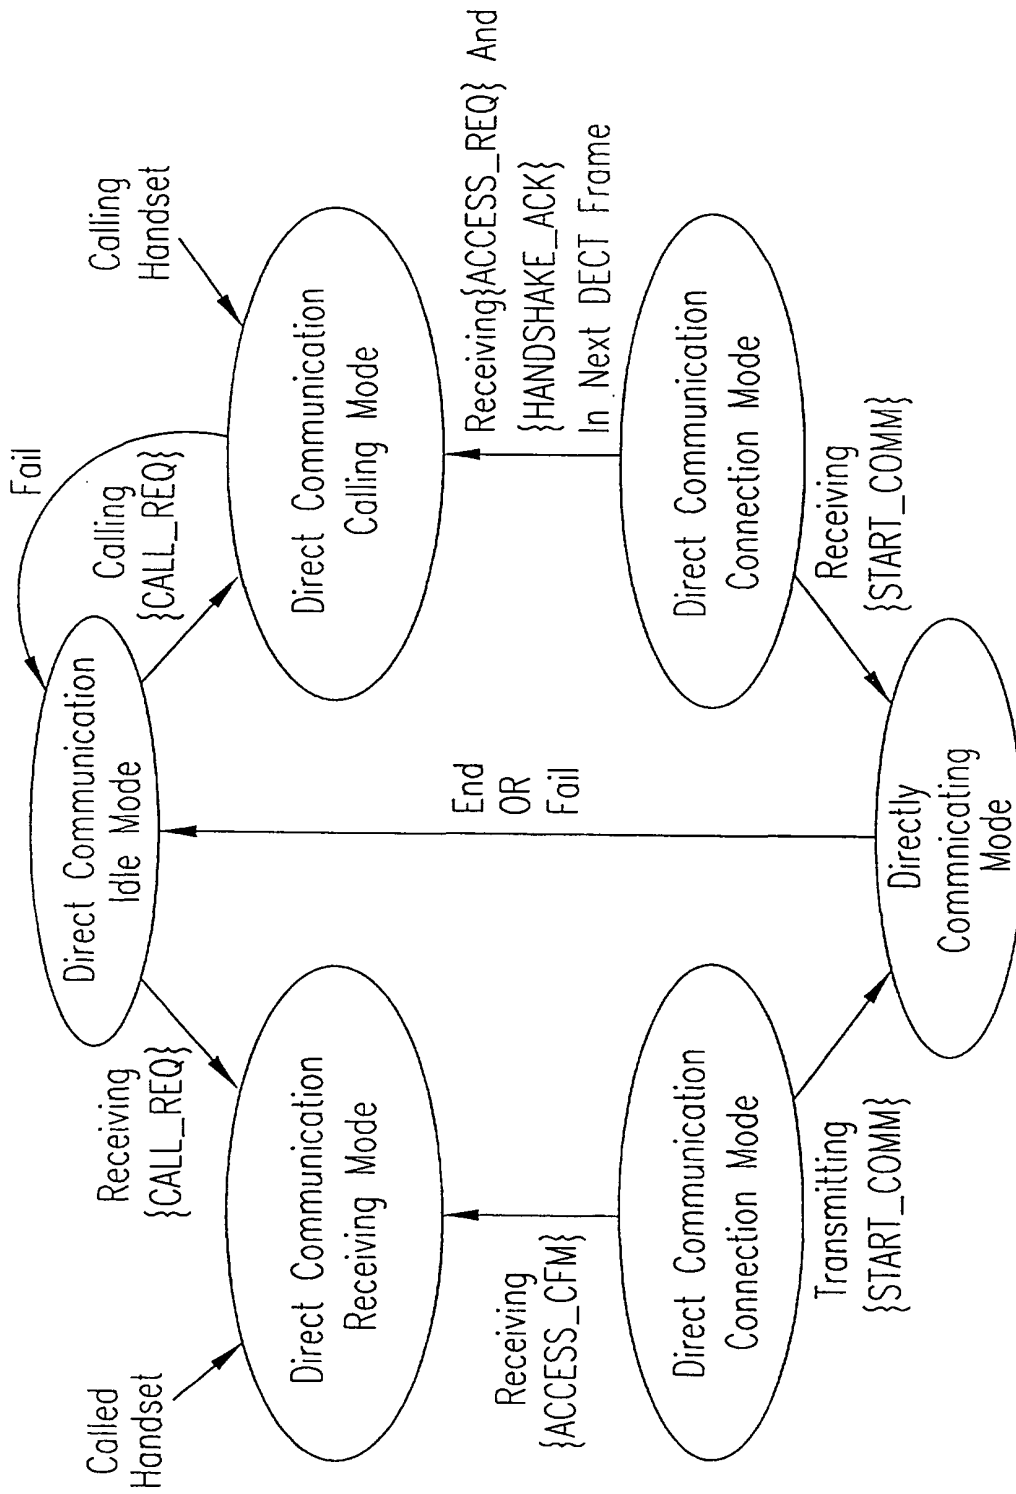 Fail
Direct Communication
Idle Mode
Receiving
{CALL_REQ}
Calling
{CALL_REQ}
Called
Handset
Calling
Handset
Direct Communication
Receiving Mode
Direct Communication
Calling Mode
End
OR
Fail
Receiving
{ACCESS_CFM}
Receiving{ACCESS_REQ} And
{HANDSHAKE_ACK}
In Next DECT Frame
Direct Communication
Connection Mode
Direct Communication
Connection Mode
Transmitting
{START_COMM}
Receiving
{START_COMM}
Directly
Commnicating
Mode